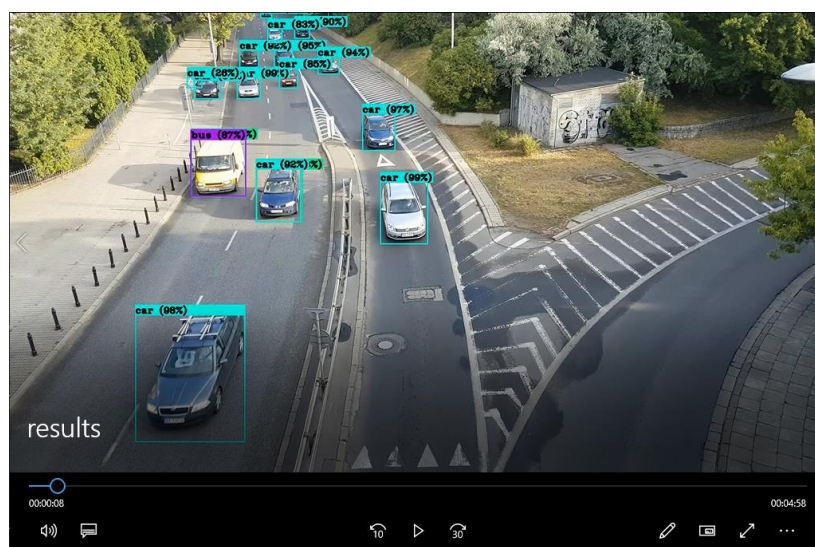 car (83%) 90%)
car (92%) (95%)
car (94%)
car (85%)
car (26%) ar (99%)
car (97%)
bus (87%) %)
car (92%) %)
car (99%)
car (98%)
results
00:00:08
00:04:58
10
30